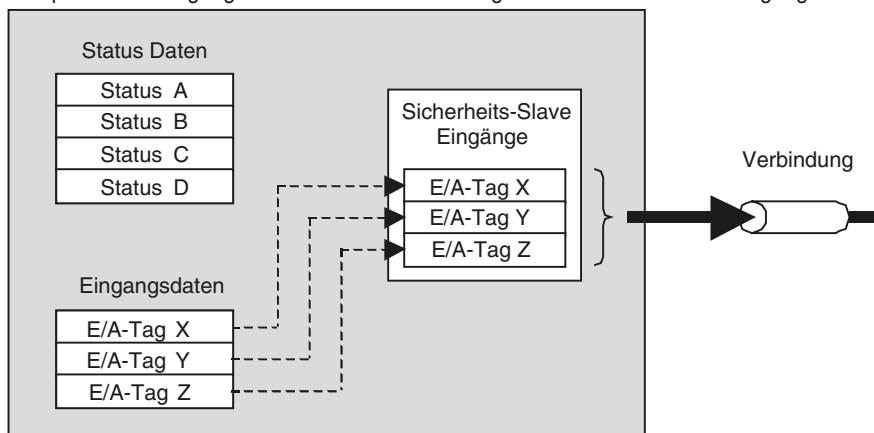 Status Daten
Status A
Status B
Status C
Status D
Sicherheits-Slave
Eingänge
E/A-Tag X
E/A-Tag Y
E/A-Tag Z
Verbindung
Eingangsdaten
E/A-Tag X
E/A-Tag Y
E/A-Tag Z